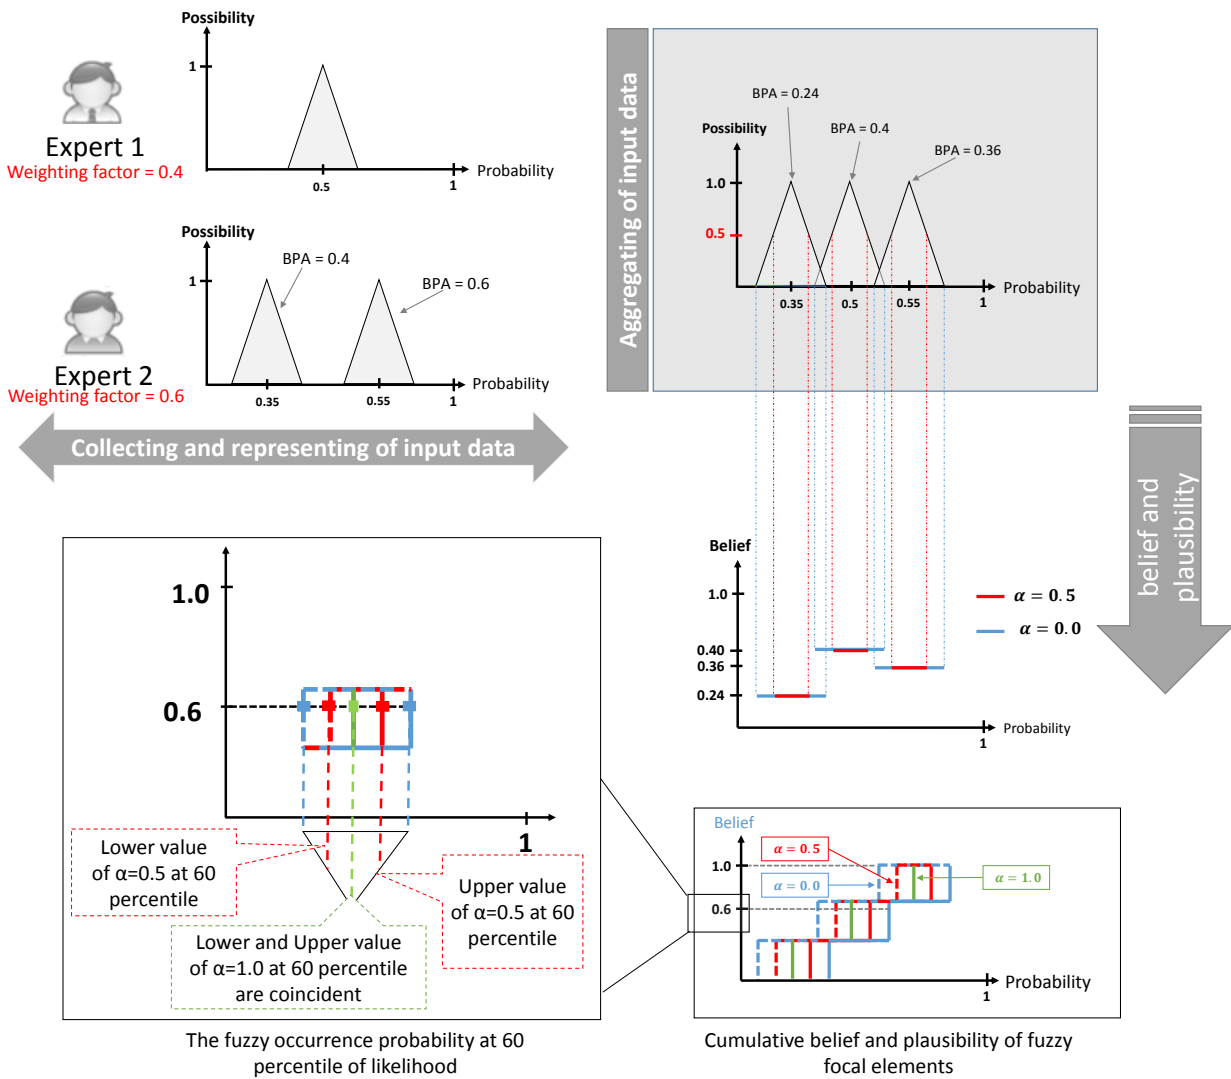 Possibility
1
0.5
1
Probability
Expert 1
Weighting factor = 0.4
Possibility
1
BPA = 0.4
BPA = 0.6
0.35
0.55
1
Probability
Expert 2
Weighting factor = 0.6
Collecting and representing of input data
Aggregating of input data
BPA = 0.24
BPA = 0.4
BPA = 0.36
Possibility
1.0
0.5
0.35
0.5
0.55
1
Probability
belief and
plausibility
Belief
1.0
0.40
0.36
0.24
α = 0.5
α = 0.0
1
Probability
1.0
0.6
1
Lower value
of α=0.5 at 60
percentile
Upper value
of α=0.5 at 60
percentile
Lower and Upper value
of α=1.0 at 60 percentile
are coincident
The fuzzy occurrence probability at 60
percentile of likelihood
Belief
1.0
0.6
α = 0.5
α = 0.0
α = 1.0
1
Probability
Cumulative belief and plausibility of fuzzy
focal elements